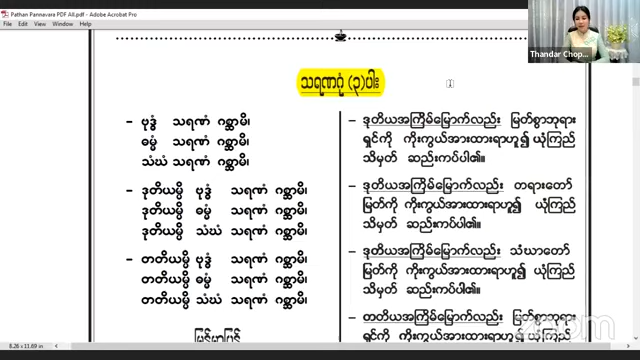 Pathan Pannavara PDF All.pdf - Adobe Acrobat Pro
File Edit View Window Help
Thandar Chop...
သရဏဂုံ (၃)ပါး
– ဗုဒ္ဓံ သရဏံ ဂစ္ဆာမိ၊
ဓမ္မံ သရဏံ ဂစ္ဆာမိ၊
သံဃံ သရဏံ ဂစ္ဆာမိ၊
– ဒုတိယမ္ပိ ဗုဒ္ဓံ သရဏံ ဂစ္ဆာမိ၊
ဒုတိယမ္ပိ ဓမ္မံ သရဏံ ဂစ္ဆာမိ၊
ဒုတိယမ္ပိ သံဃံ သရဏံ ဂစ္ဆာမိ၊
– တတိယမ္ပိ ဗုဒ္ဓံ သရဏံ ဂစ္ဆာမိ၊
တတိယမ္ပိ ဓမ္မံ သရဏံ ဂစ္ဆာမိ၊
တတိယမ္ပိ သံဃံ သရဏံ ဂစ္ဆာမိ၊
မြန်မာပြန်
– ဒုတိယအကြိမ်မြောက်လည်း မြတ်စွာဘုရား
ရှင်ကို ကိုးကွယ်အားထားရာဟူ၍ ယုံကြည်
သိမှတ် ဆည်းကပ်ပါ၏။
– ဒုတိယအကြိမ်မြောက်လည်း တရားတော်
မြတ်ကို ကိုးကွယ်အားထားရာဟူ၍ ယုံကြည်
သိမှတ် ဆည်းကပ်ပါ၏။
– ဒုတိယအကြိမ်မြောက်လည်း သံဃာတော်
မြတ်ကို ကိုးကွယ်အားထားရာဟူ၍ ယုံကြည်
သိမှတ် ဆည်းကပ်ပါ၏။
– တတိယအကြိမ်မြောက်လည်း မြတ်စွာဘုရား
ရှင်ကို ကိုးကွယ်အားထားရာဟူ၍ ယုံကြည်
8.26 x 11.69 in
zoom